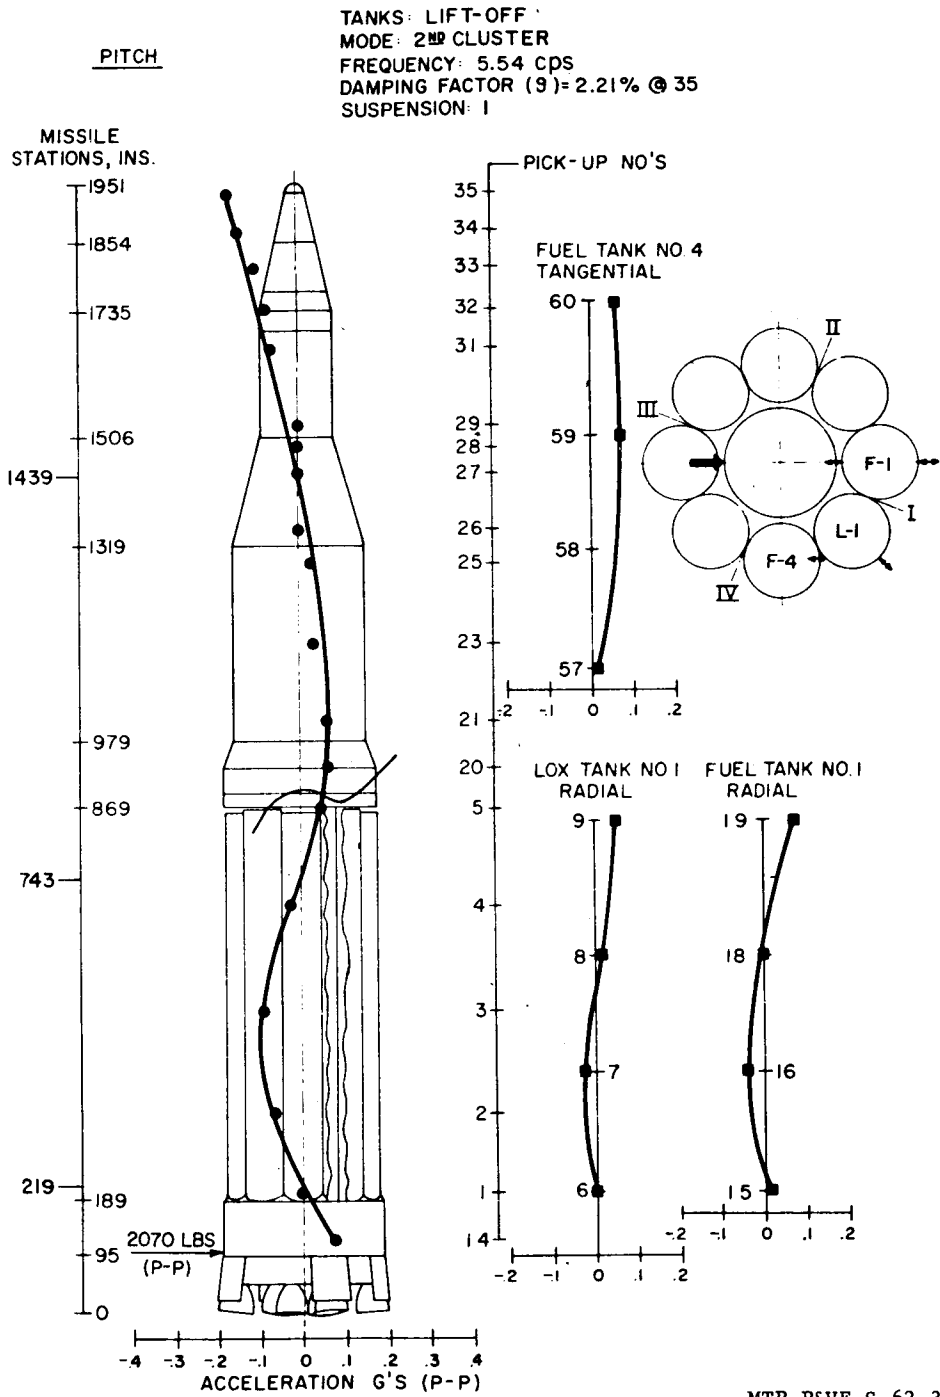 TANKS: LIFT-OFF
MODE: 2ND CLUSTER
FREQUENCY: 5.54 cps
DAMPING FACTOR (9)= 2.21% @ 35
SUSPENSION: 1
PITCH
MISSILE
STATIONS, INS.
1951
1854
1735
1506
1439
1319
979
869
743
219
189
95
0
2070 LBS
(P-P)
-.4 -.3 -.2 -.1 0 .1 .2 .3 .4
ACCELERATION G'S (P-P)
PICK-UP NO'S
35
34
33
32
31
29
28
27
26
25
23
21
20
5
4
3
2
1
14
FUEL TANK NO. 4
TANGENTIAL
60
59
58
57
-.2 -.1 0 .1 .2
II
III
F-1
I
L-1
F-4
IV
LOX TANK NO 1
RADIAL
9
8
7
6
-.2 -.1 0 .1 .2
FUEL TANK NO. 1
RADIAL
19
18
16
15
-.2 -.1 0 .1 .2